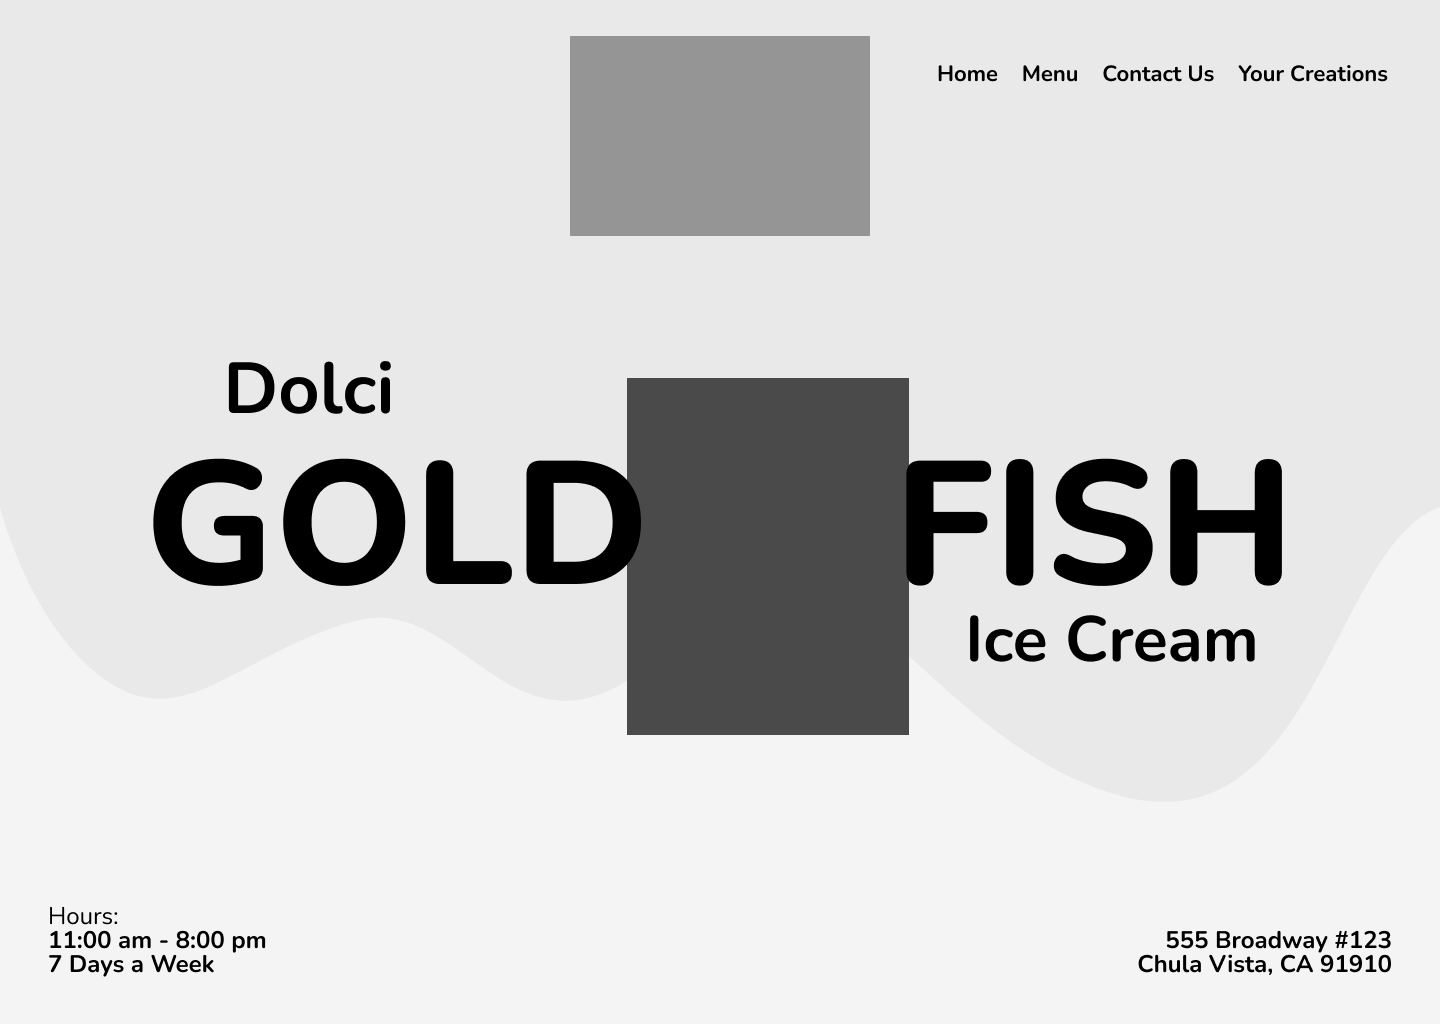 Home Menu Contact Us Your Creations
Dolci
GOLD FISH
Ice Cream
Hours:
11:00 am - 8:00 pm
7 Days a Week
555 Broadway #123
Chula Vista, CA 91910